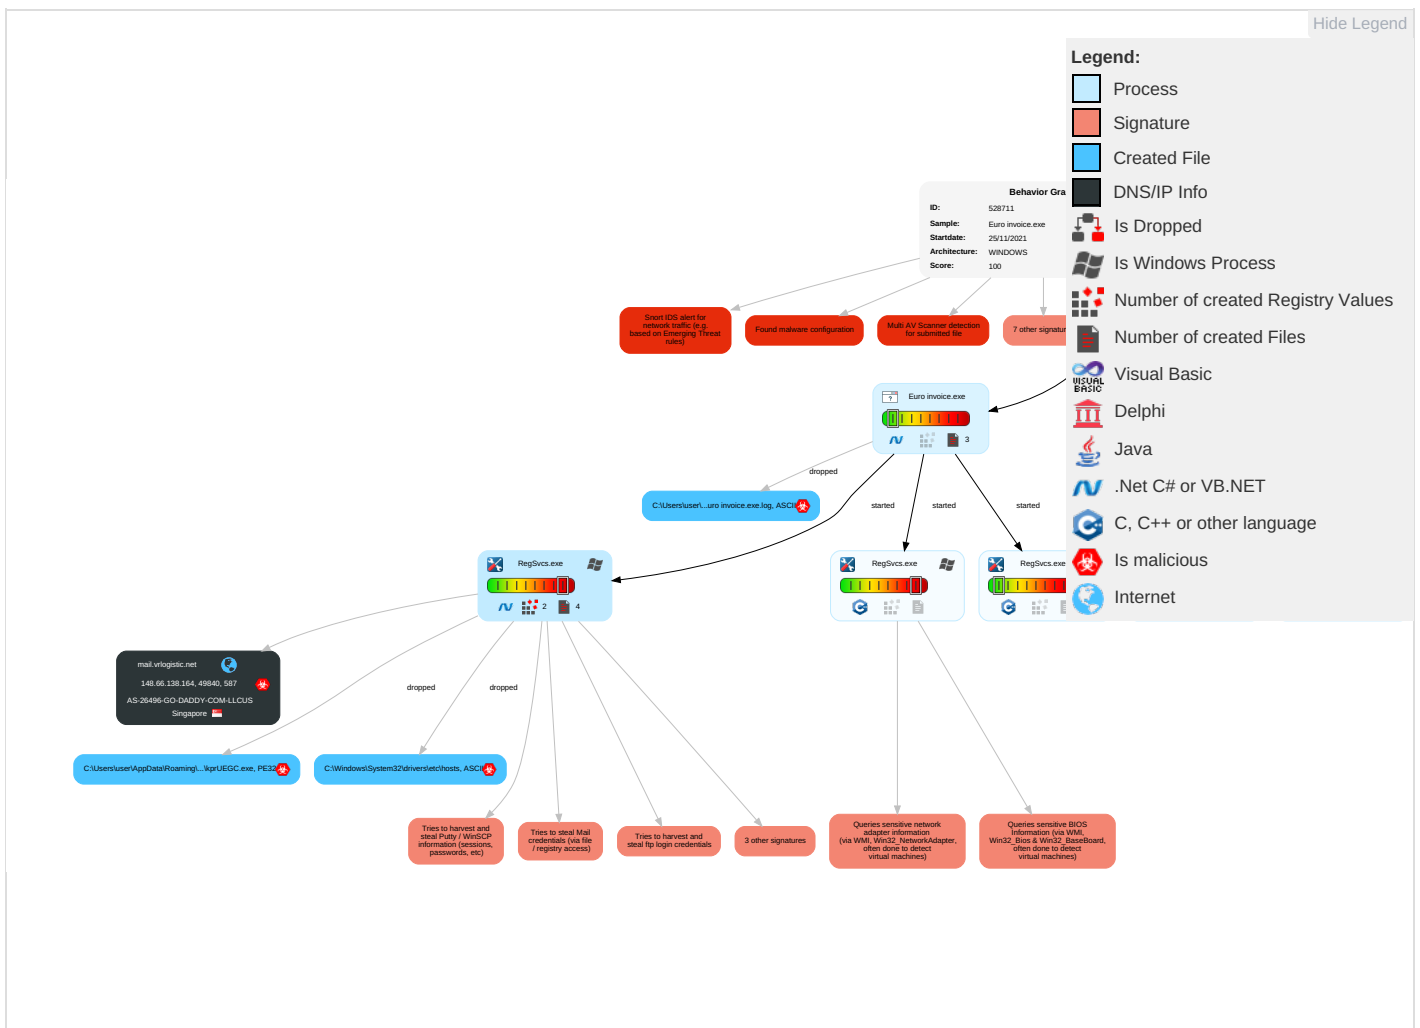 Hide Legend
Legend:
Process
Signature
Created File
DNS/IP Info
Is Dropped
Is Windows Process
Number of created Registry Values
Number of created Files
VISUAL
BASIC
Visual Basic
Delphi
Java
.Net C# or VB.NET
C, C++ or other language
Is malicious
Internet
Behavior Gra
ID: 528711
Sample: Euro invoice.exe
Startdate: 25/11/2021
Architecture: WINDOWS
Score: 100
Snort IDS alert for
network traffic (e.g.
based on Emerging Threat
rules)
Found malware configuration
Multi AV Scanner detection
for submitted file
7 other signatur
Euro invoice.exe
3
dropped
started
started
started
C:\Users\user\...uro invoice.exe.log, ASCII
RegSvcs.exe
2 4
RegSvcs.exe
RegSvcs.exe
mail.vrlogistic.net
148.66.138.164, 49840, 587
AS-26496-GO-DADDY-COM-LLCUS
Singapore
dropped
dropped
C:\Users\user\AppData\Roaming\...\kprUEGC.exe, PE32
C:\Windows\System32\drivers\etc\hosts, ASCII
Tries to harvest and
steal Putty / WinSCP
information (sessions,
passwords, etc)
Tries to steal Mail
credentials (via file
/ registry access)
Tries to harvest and
steal ftp login credentials
3 other signatures
Queries sensitive network
adapter information
(via WMI, Win32_NetworkAdapter,
often done to detect
virtual machines)
Queries sensitive BIOS
Information (via WMI,
Win32_Bios & Win32_BaseBoard,
often done to detect
virtual machines)